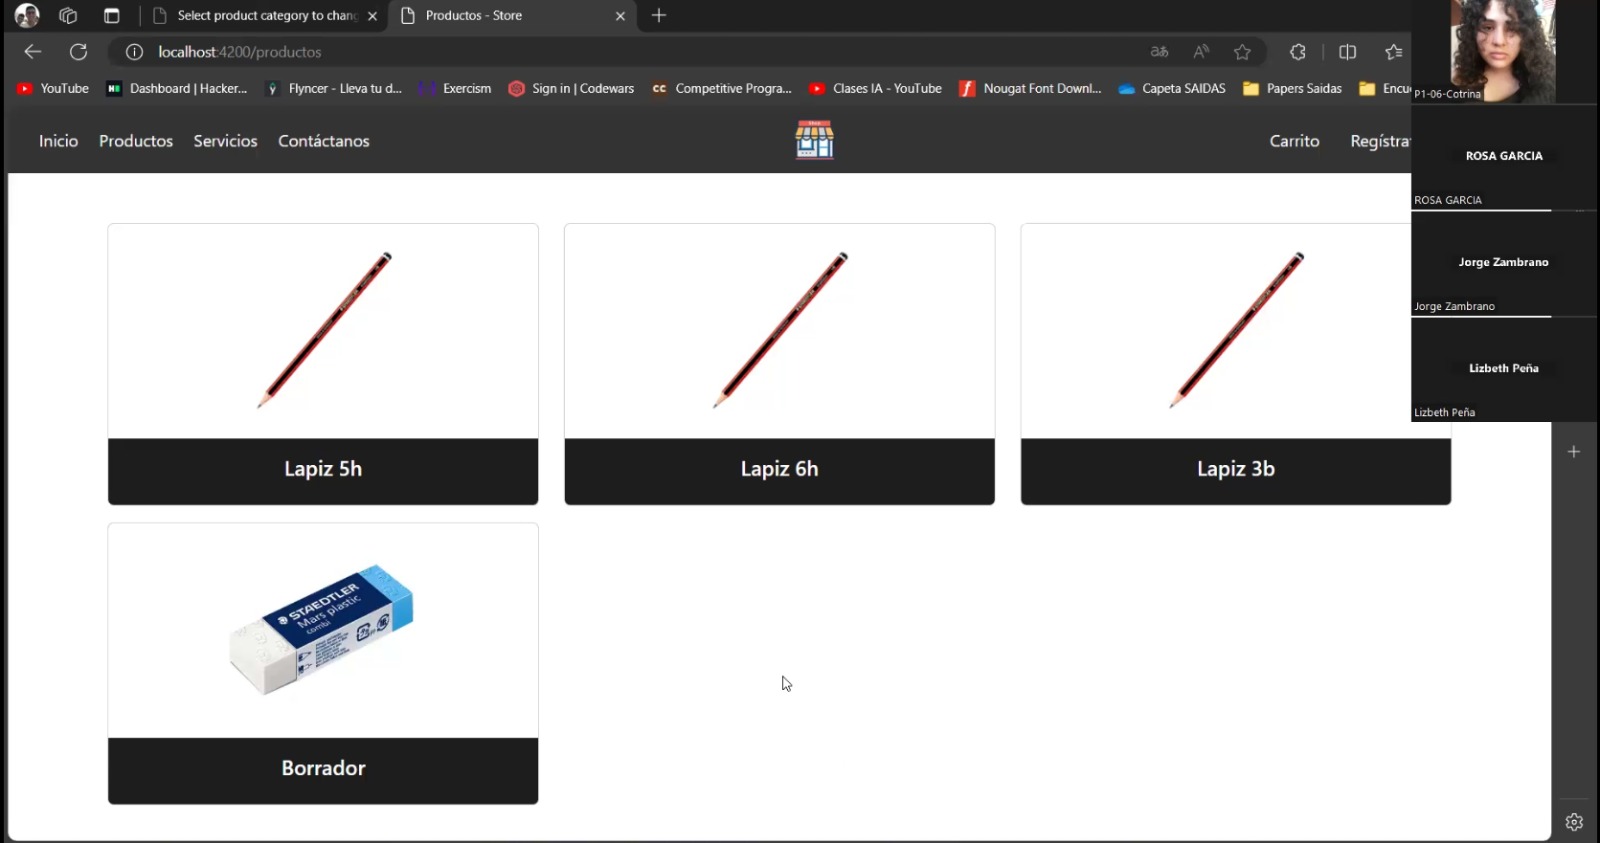 Select product category to chan
Productos - Store
localhost:4200/productos
YouTube
Dashboard | Hacker...
Flyncer - Lleva tu d...
Exercism
Sign in | Codewars
CC
Competitive Progra...
Clases IA - YouTube
Nougat Font Downl...
Capeta SAIDAS
Papers Saidas
Encu
P1-06-Cotrina
Inicio
Productos
Servicios
Contáctanos
Carrito
Regístra
ROSA GARCIA
ROSA GARCIA
Jorge Zambrano
Jorge Zambrano
Lizbeth Peña
Lizbeth Peña
Lapiz 5h
Lapiz 6h
Lapiz 3b
STAEDTLER
Mars plastic
combi
Borrador